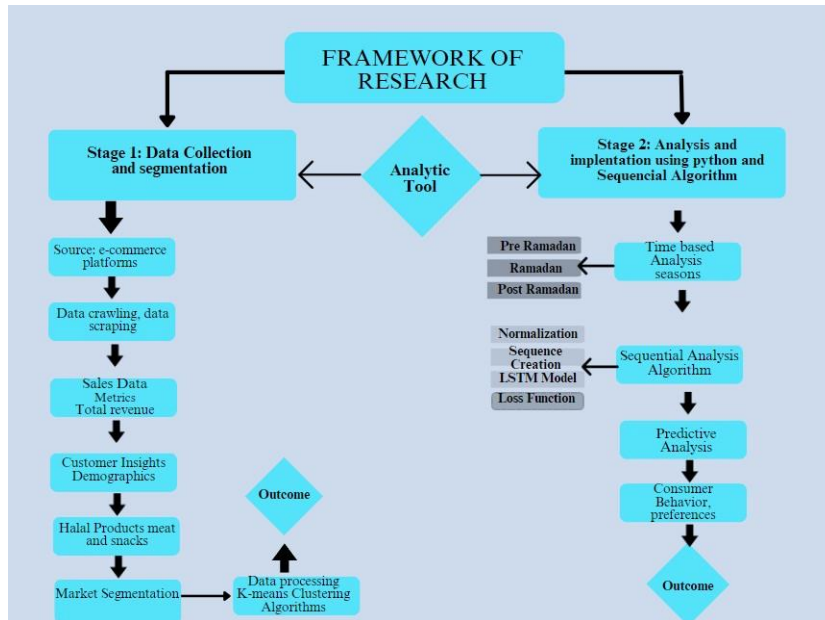 FRAMEWORK OF
RESEARCH
Stage 1: Data Collection
and segmentation
Analytic
Tool
Stage 2: Analysis and
implentation using python and
Sequencial Algorithm
Source: e-commerce
platforms
Data crawling, data
scraping
Sales Data
Metrics
Total revenue
Customer Insights
Demographics
Halal Products meat
and snacks
Market Segmentation
Data processing
K-means Clustering
Algorithms
Outcome
Time based
Analysis
seasons
Pre Ramadan
Ramadan
Post Ramadan
Sequential Analysis
Algorithm
Normalization
Sequence
Creation
LSTM Model
Loss Function
Predictive
Analysis
Consumer
Behavior,
preferences
Outcome